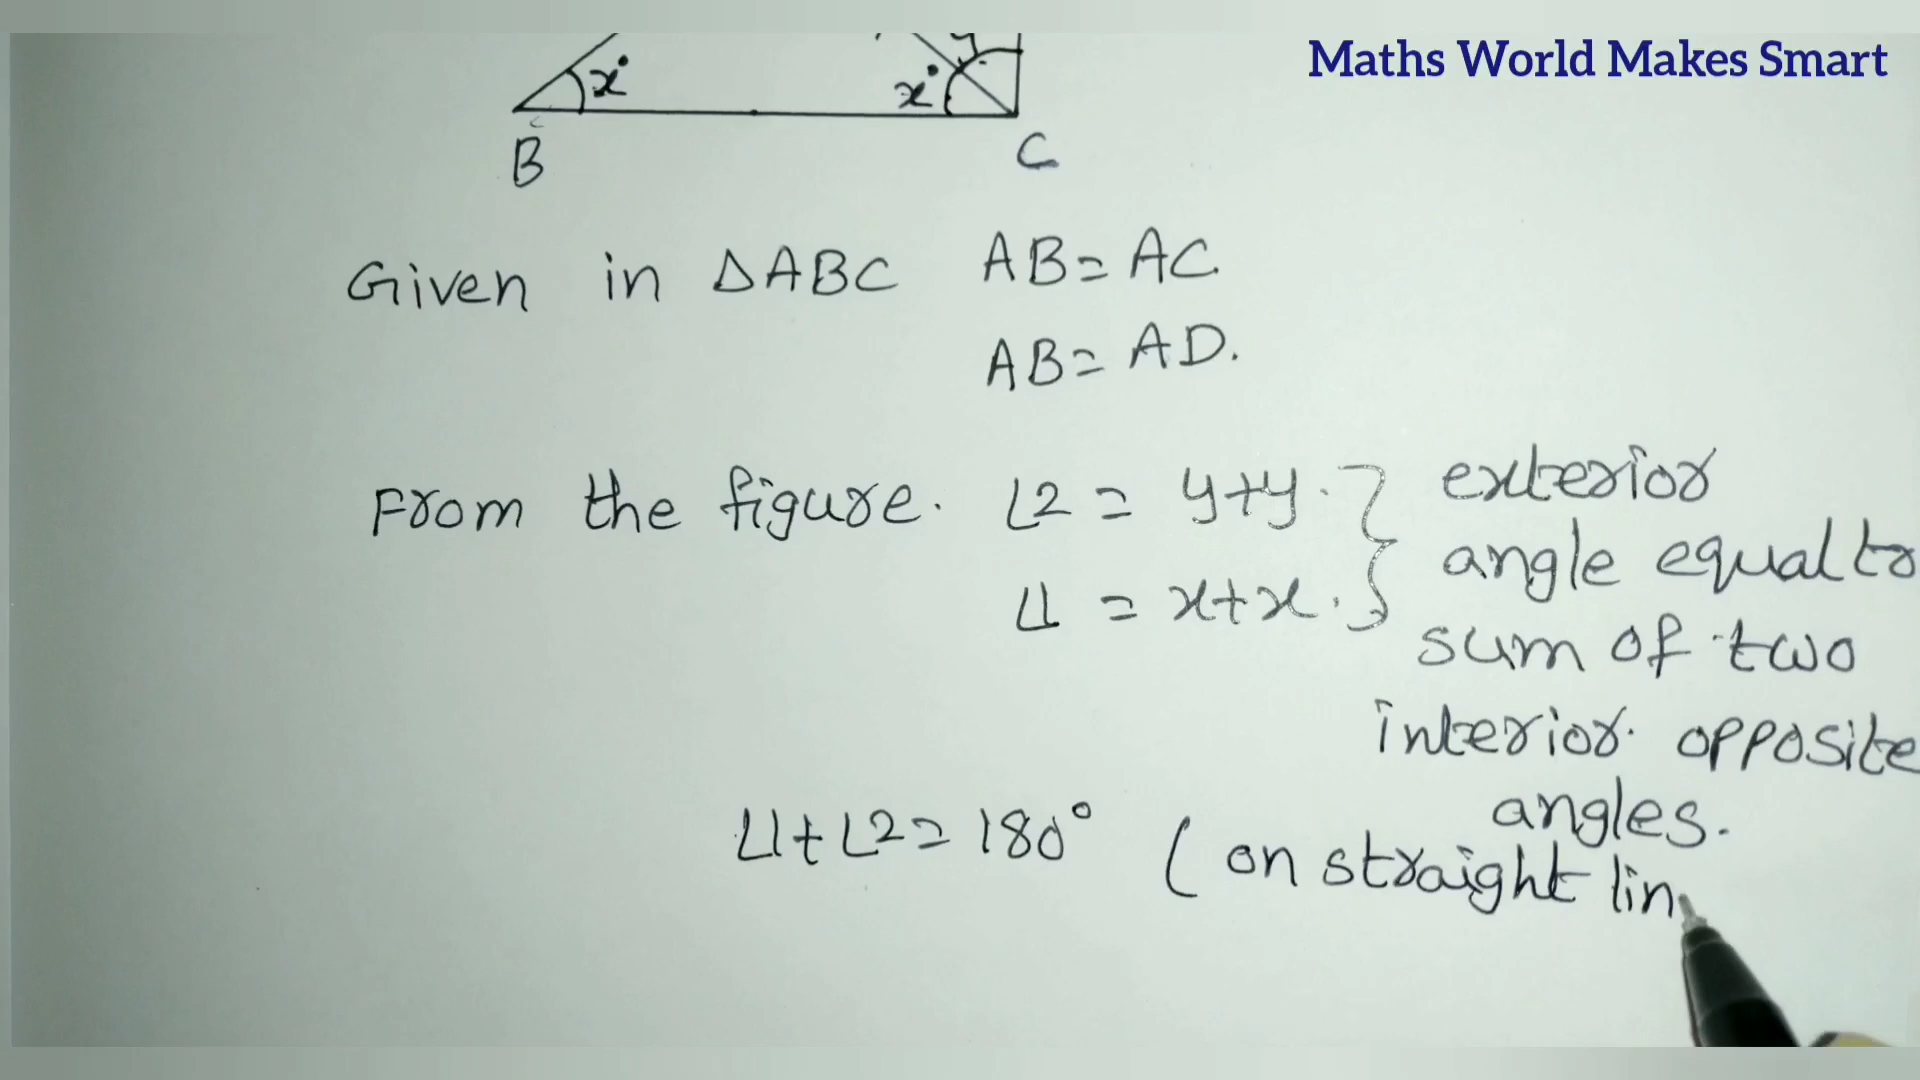 Maths World Makes Smart
x°
x°
y
B
C
Given in ΔABC AB = AC.
AB = AD.
From the figure. ∠2 = y+y.
∠1 = x+x.
exterior
angle equal to
sum of two
interior opposite
angles.
∠1+∠2 = 180° (on straight lin